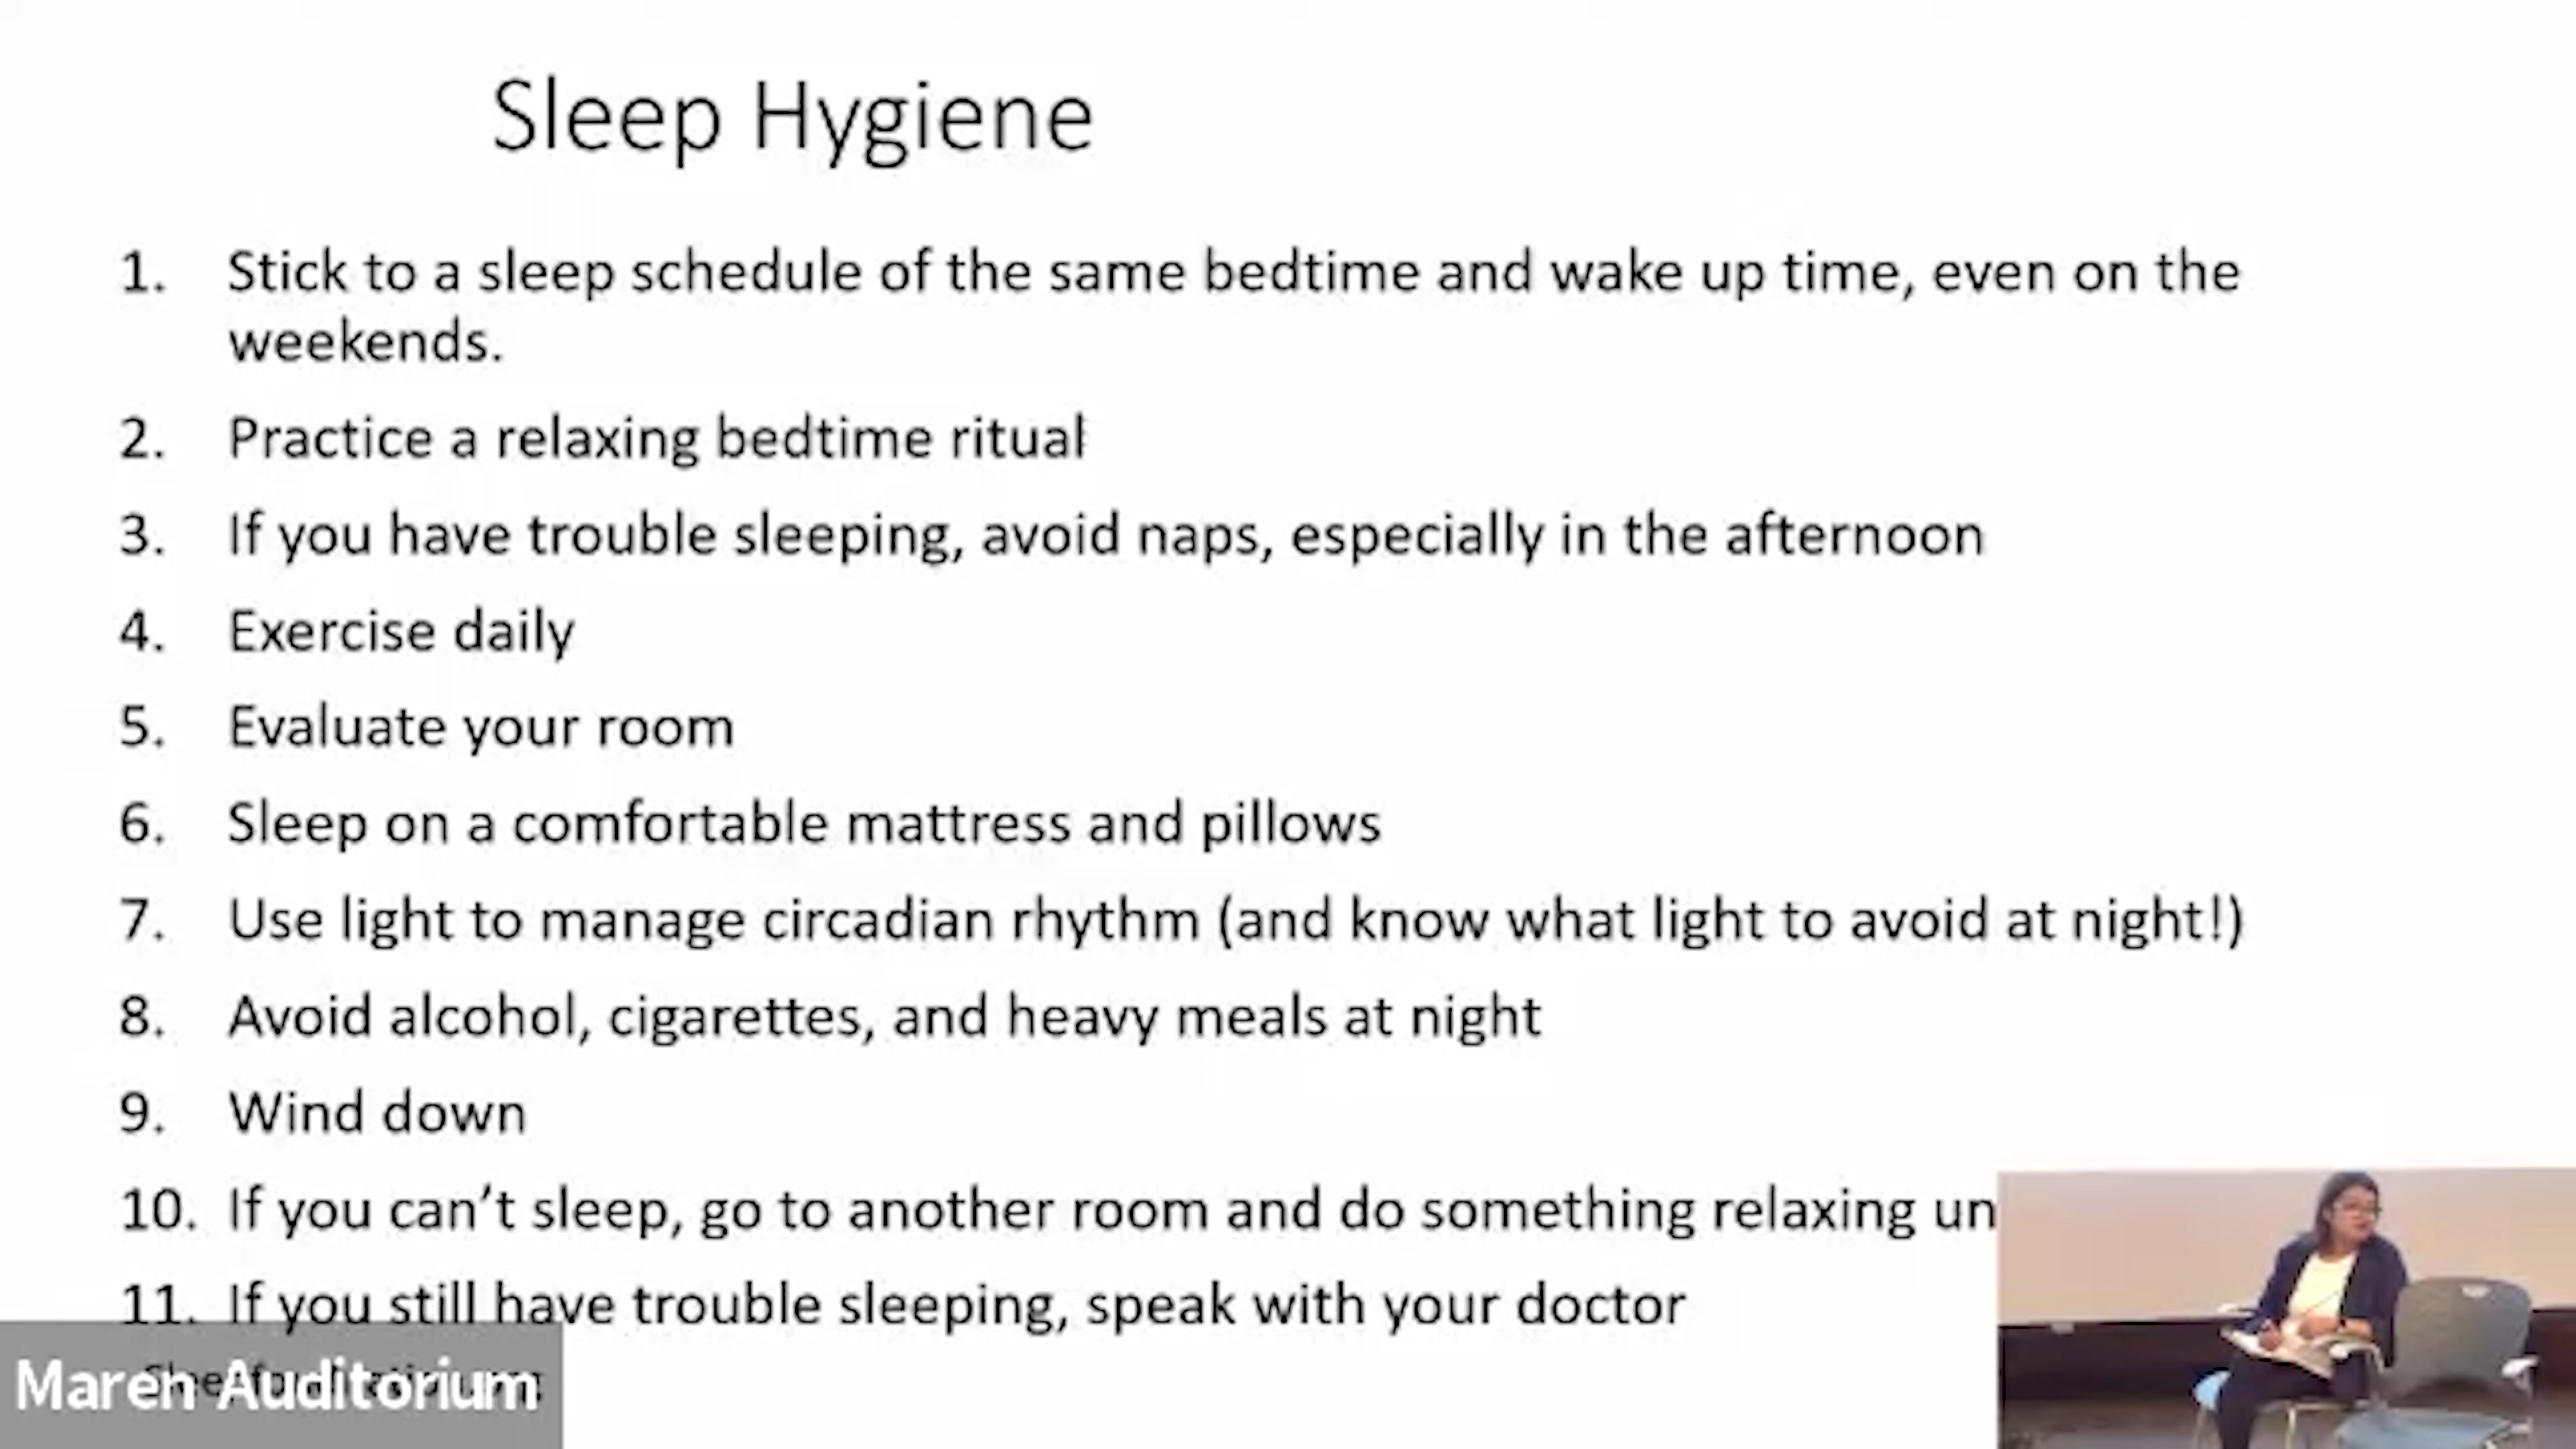 Sleep Hygiene
1. Stick to a sleep schedule of the same bedtime and wake up time, even on the
weekends.
2. Practice a relaxing bedtime ritual
3. If you have trouble sleeping, avoid naps, especially in the afternoon
4. Exercise daily
5. Evaluate your room
6. Sleep on a comfortable mattress and pillows
7. Use light to manage circadian rhythm (and know what light to avoid at night!)
8. Avoid alcohol, cigarettes, and heavy meals at night
9. Wind down
10. If you can’t sleep, go to another room and do something relaxing un
11. If you still have trouble sleeping, speak with your doctor
Maren Auditorium